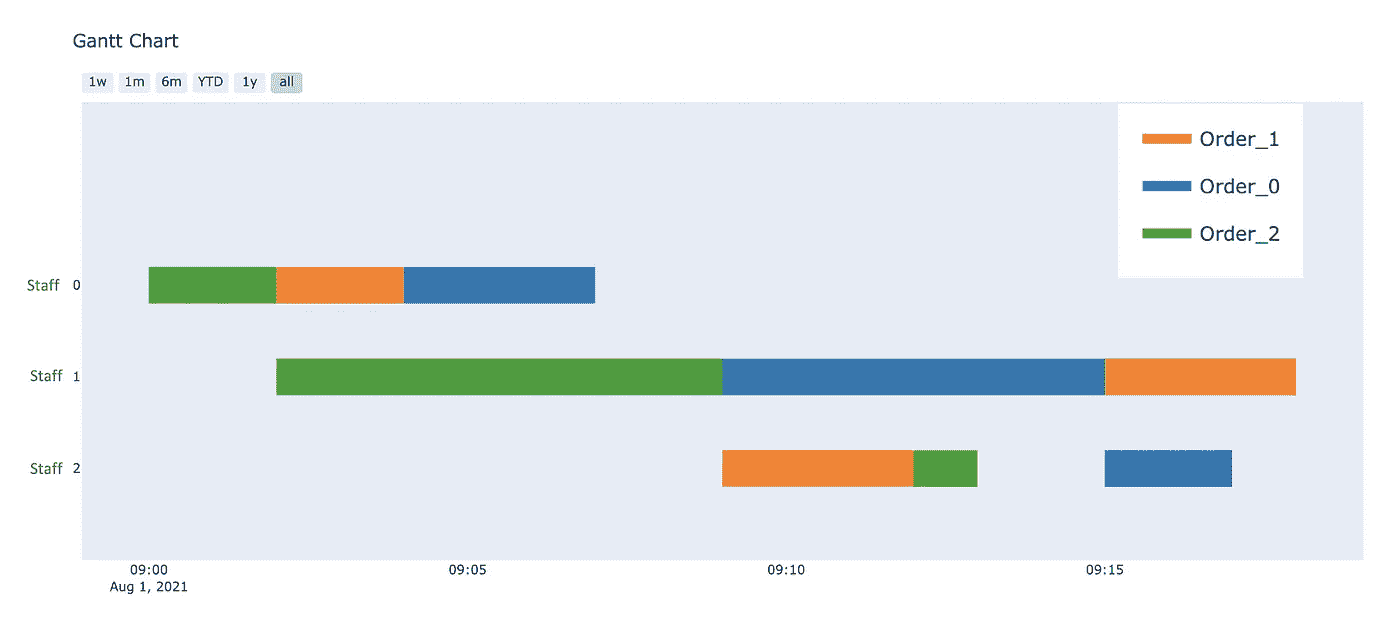 Gantt Chart
1w 1m 6m YTD 1y all
Order_1
Order_0
Order_2
Staff 0
Staff 1
Staff 2
09:00 09:05 09:10 09:15
Aug 1, 2021